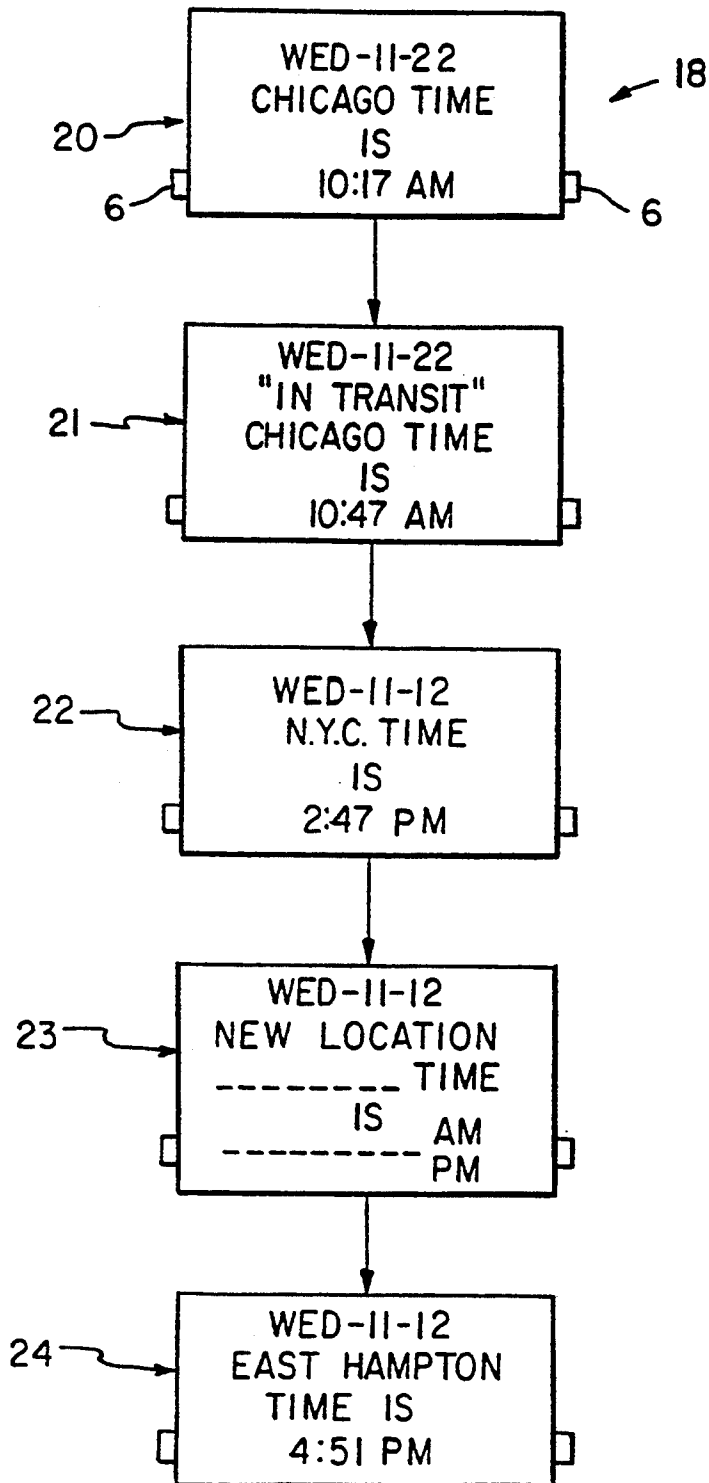 18
20
WED-11-22
CHICAGO TIME
IS
10:17 AM
6
6
21
WED-11-22
"IN TRANSIT"
CHICAGO TIME
IS
10:47 AM
22
WED-11-12
N.Y.C. TIME
IS
2:47 PM
23
WED-11-12
NEW LOCATION
________ TIME
IS
_________ AM
PM
24
WED-11-12
EAST HAMPTON
TIME IS
4:51 PM